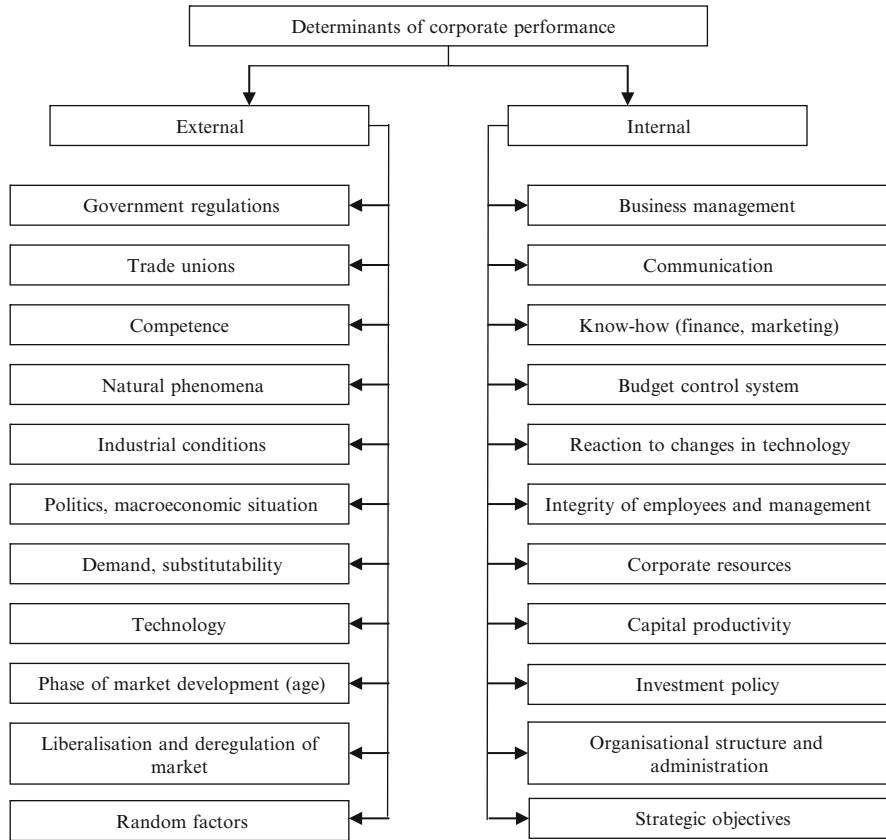 Determinants of corporate performance
External
Internal
Government regulations
Business management
Trade unions
Communication
Competence
Know-how (finance, marketing)
Natural phenomena
Budget control system
Industrial conditions
Reaction to changes in technology
Politics, macroeconomic situation
Integrity of employees and management
Demand, substitutability
Corporate resources
Technology
Capital productivity
Phase of market development (age)
Investment policy
Liberalisation and deregulation of
market
Organisational structure and
administration
Random factors
Strategic objectives